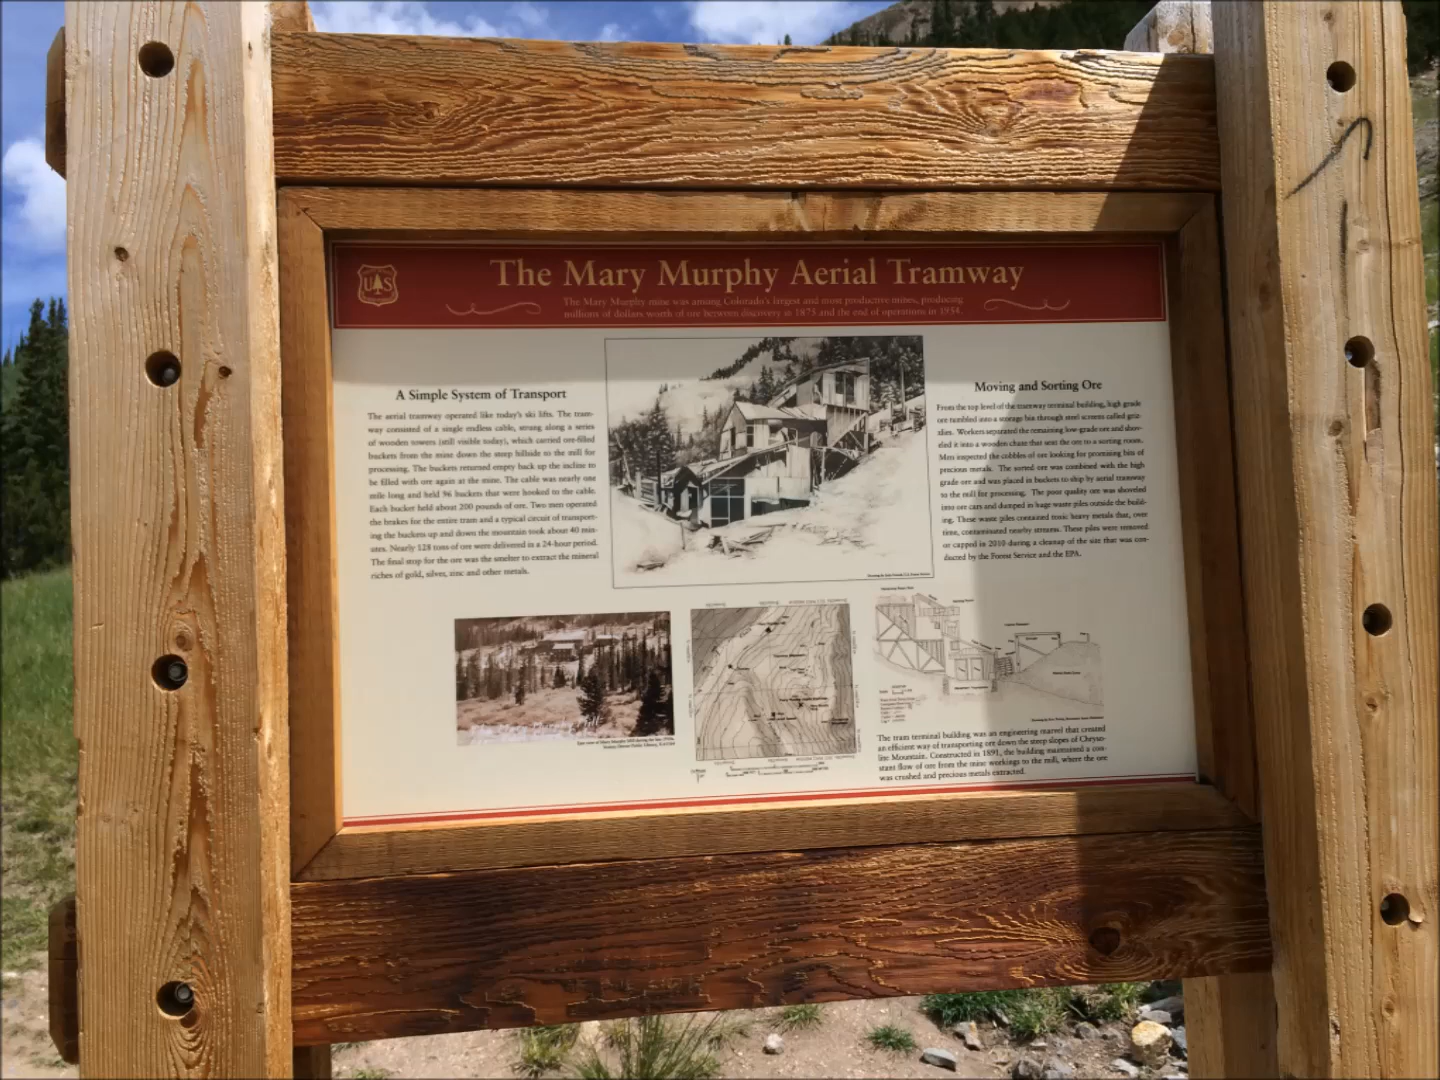 The Mary Murphy Aerial Tramway
UAS
The Mary Murphy mine was among Colorado's largest and most productive mines, producing
millions of dollars worth of ore between discovery in 1875 and the end of operations in 1934.
A Simple System of Transport
The aerial tramway operated like today's ski lifts. The tram-
way consisted of a single endless cable, strung along a series
of wooden towers (still visible today), which carried ore-filled
buckets from the mine down the steep hillside to the mill for
processing. The buckets returned empty back up the incline to
be filled with ore again at the mine. The cable was nearly one
mile long and held 96 buckets that were hooked to the cable.
Each bucket held about 200 pounds of ore. Two men operated
the brakes for the entire tram and a typical circuit of transport-
ing the buckets up and down the mountain took about 40 min-
utes. Nearly 128 tons of ore were delivered in a 24-hour period.
The final stop for the ore was the smelter to extract the mineral
riches of gold, silver, zinc and other metals.
Moving and Sorting Ore
From the top level of the tramway terminal building, high grade
ore tumbled into a storage bin through steel screens called griz-
zlies. Workers separated the remaining low-grade ore and shov-
eled it into a wooden chute that sent the ore to a sorting room.
Men inspected the cobbles of ore looking for promising bits of
precious metals. The sorted ore was combined with the high
grade ore and was placed in buckets to ship by aerial tramway
to the mill for processing. The poor quality ore was shoveled
into ore cars and dumped in huge waste piles outside the build-
ing. These waste piles contained toxic heavy metals that, over
time, contaminated nearby streams. These piles were removed
or capped in 2010 during a cleanup of the site that was con-
ducted by the Forest Service and the EPA.
The tram terminal building was an engineering marvel that created
an efficient way of transporting ore down the steep slopes of Chryso-
lite Mountain. Constructed in 1891, the building maintained a con-
stant flow of ore from the mine workings to the mill, where the ore
was crushed and precious metals extracted.